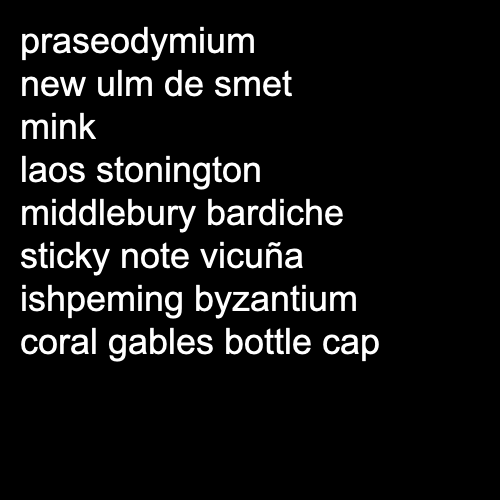 praseodymium
new ulm de smet
mink
laos stonington
middlebury bardiche
sticky note vicuña
ishpeming byzantium
coral gables bottle cap